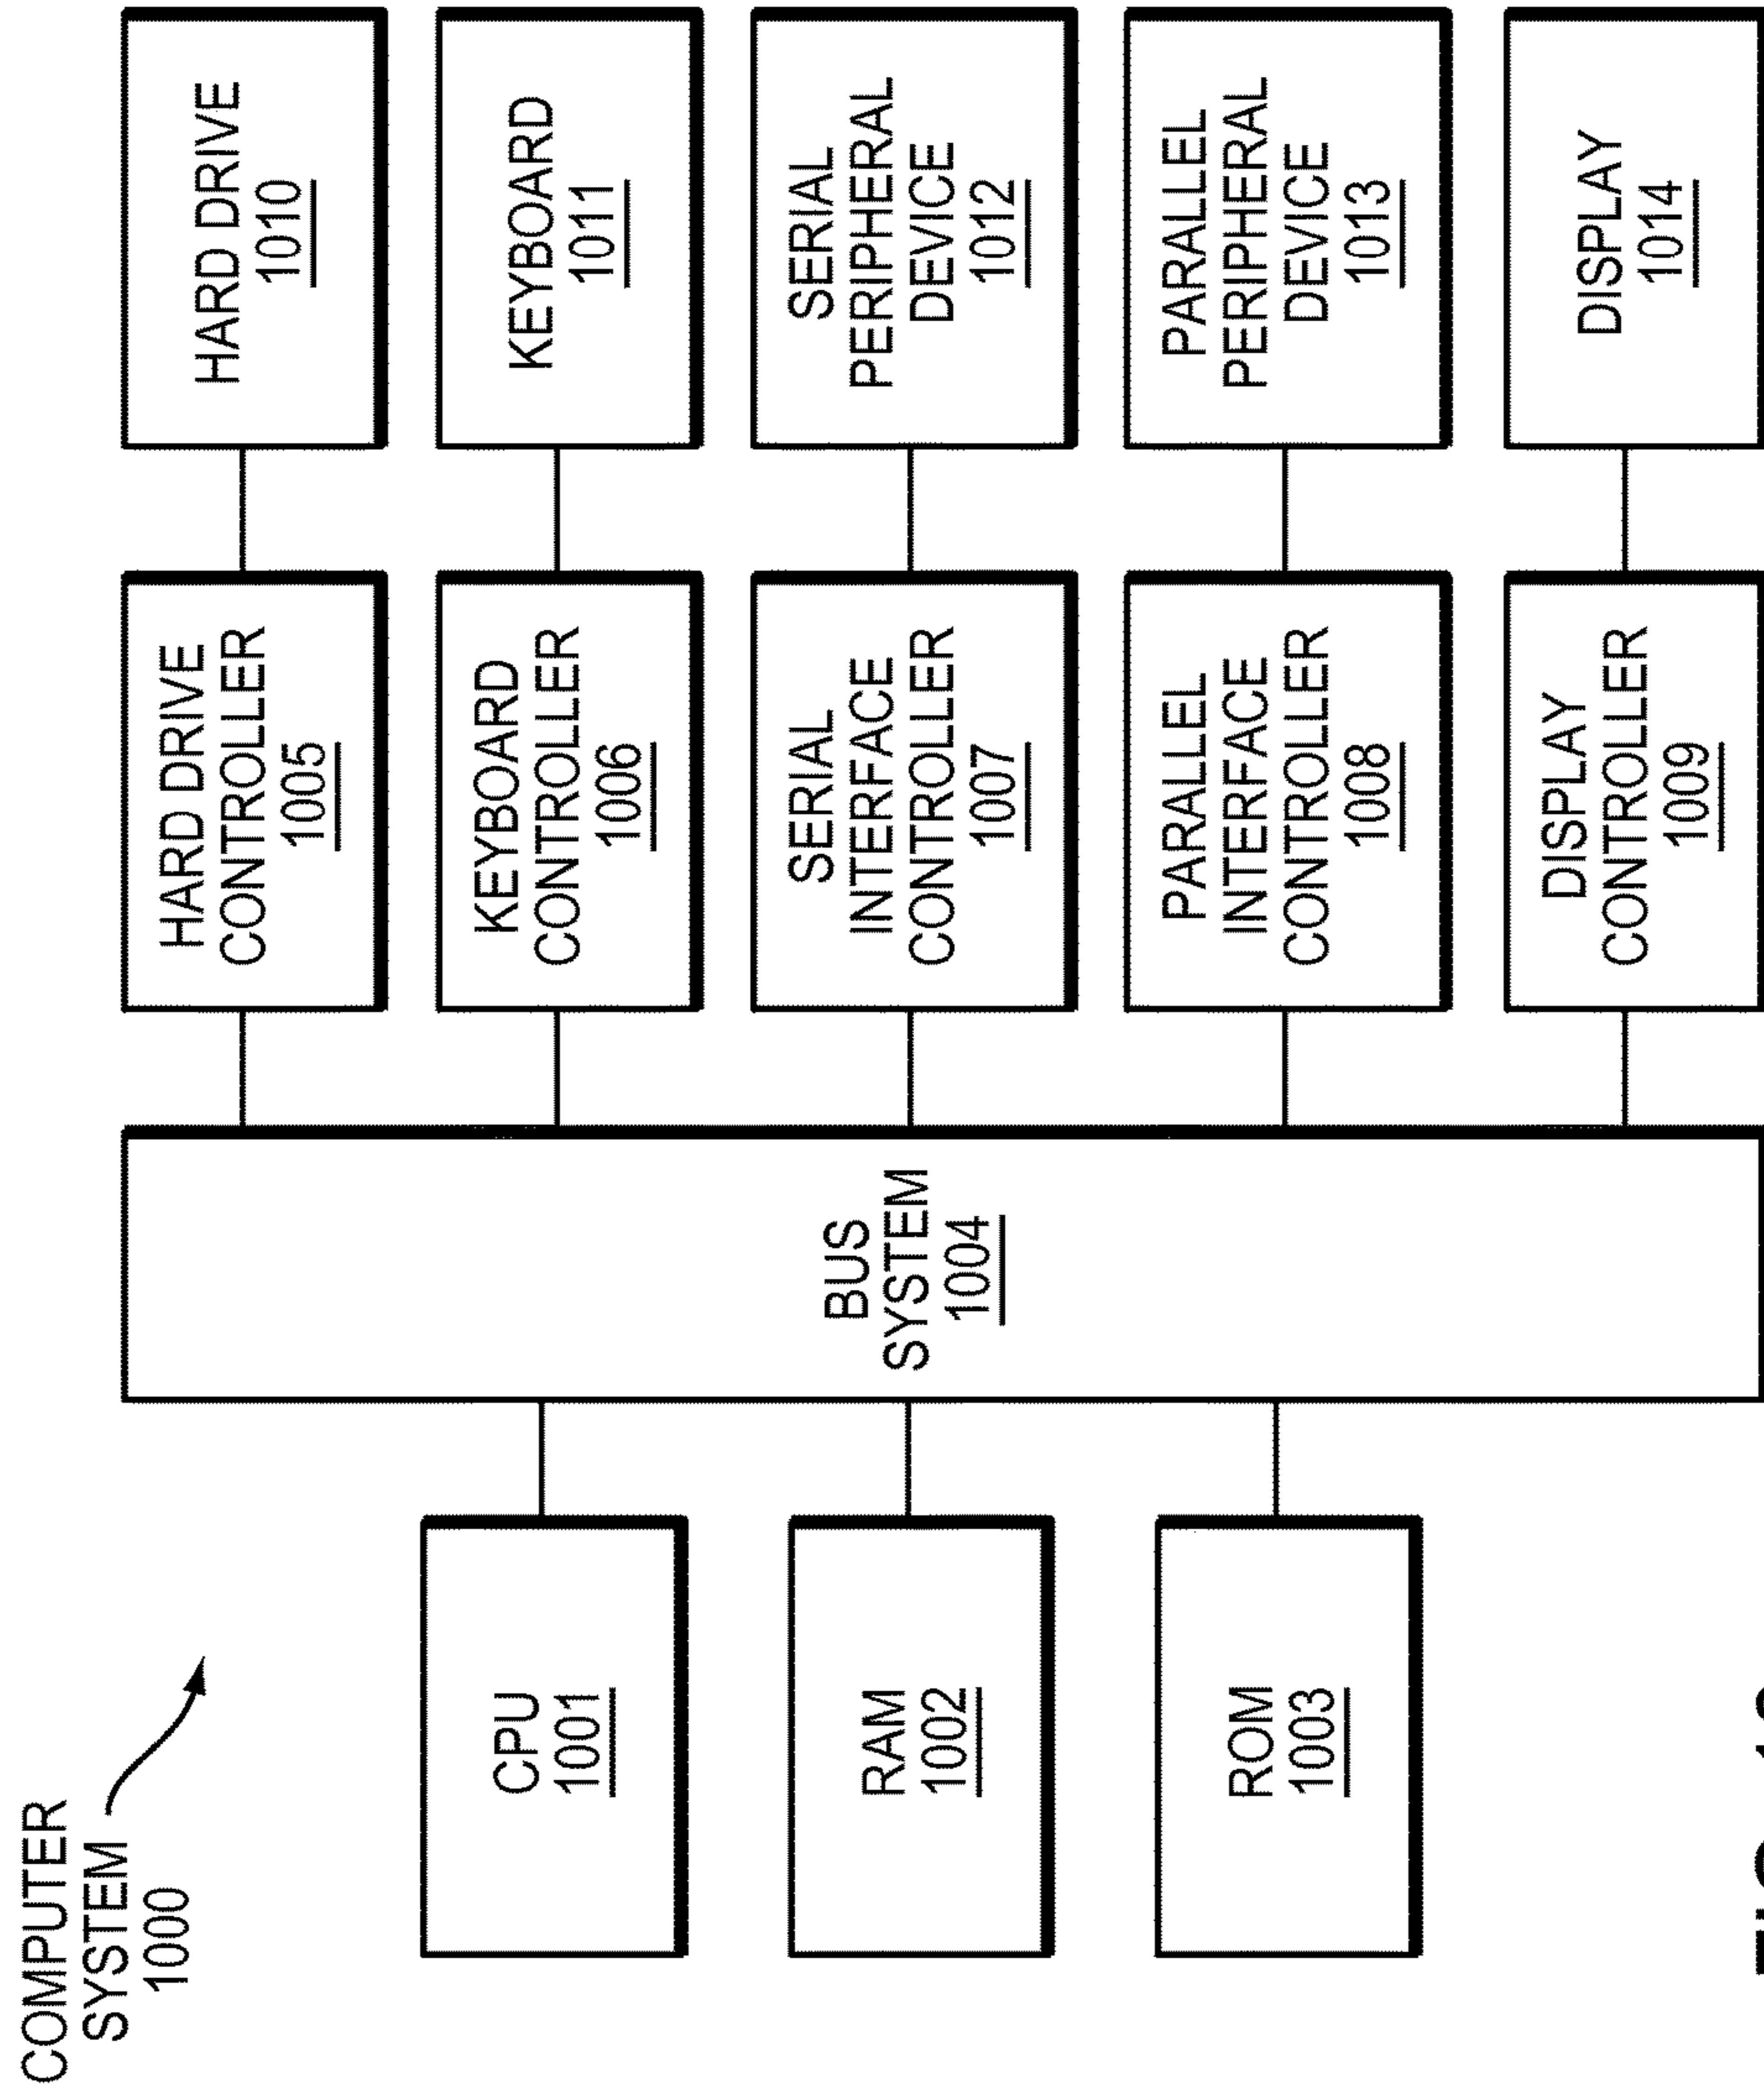 COMPUTER
SYSTEM
1000
CPU
1001
RAM
1002
ROM
1003
BUS
SYSTEM
1004
HARD DRIVE
CONTROLLER
1005
KEYBOARD
CONTROLLER
1006
SERIAL
INTERFACE
CONTROLLER
1007
PARALLEL
INTERFACE
CONTROLLER
1008
DISPLAY
CONTROLLER
1009
HARD DRIVE
1010
KEYBOARD
1011
SERIAL
PERIPHERAL
DEVICE
1012
PARALLEL
PERIPHERAL
DEVICE
1013
DISPLAY
1014